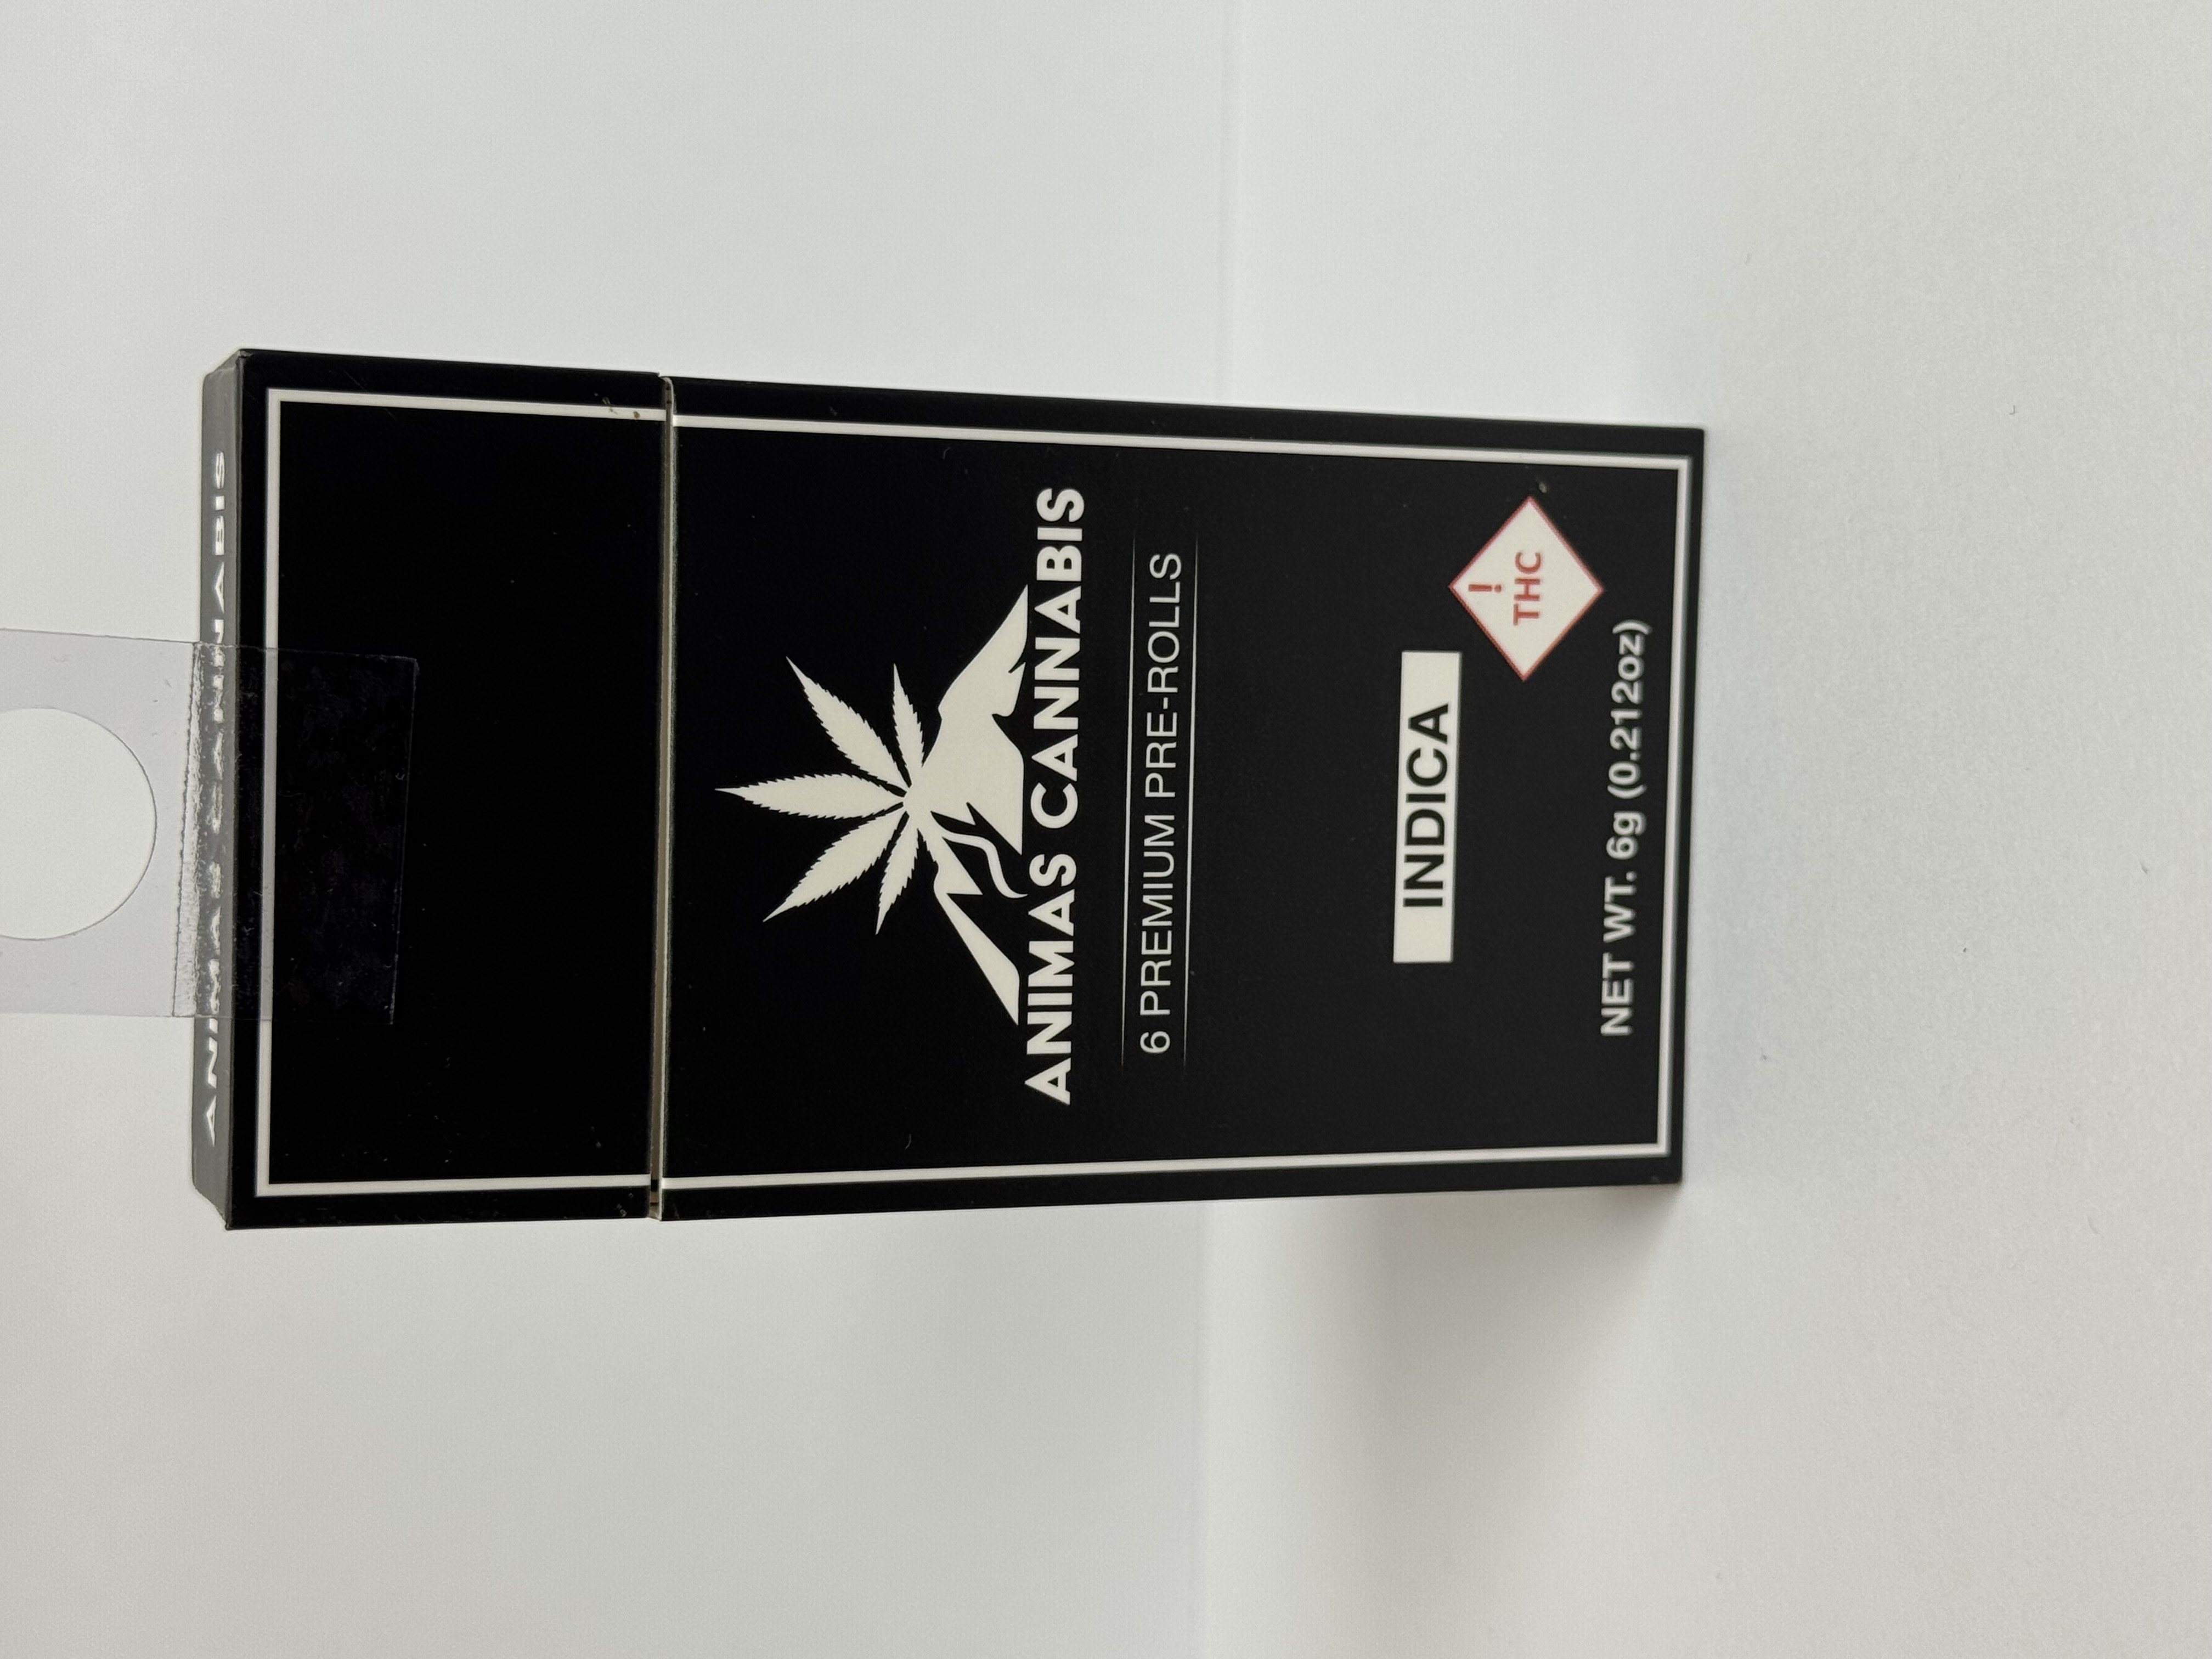 ANIMAS CANNABIS
ANIMAS CANNABIS
6 PREMIUM PRE-ROLLS
INDICA
!
THC
NET WT. 6g (0.212oz)